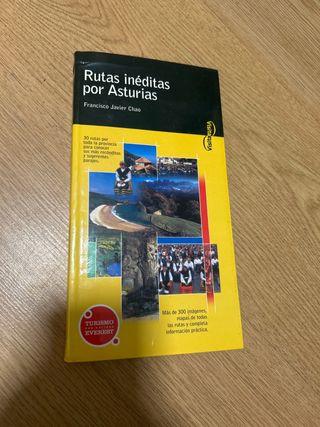 Rutas inéditas
por Asturias
Francisco Javier Chao
30 rutas por
toda la provincia
para conocer
sus más recónditos
y sugerentes
parajes.
Más de 300 imágenes,
mapas de todas
las rutas y completa
información práctica.
TURISMO
EVEREST